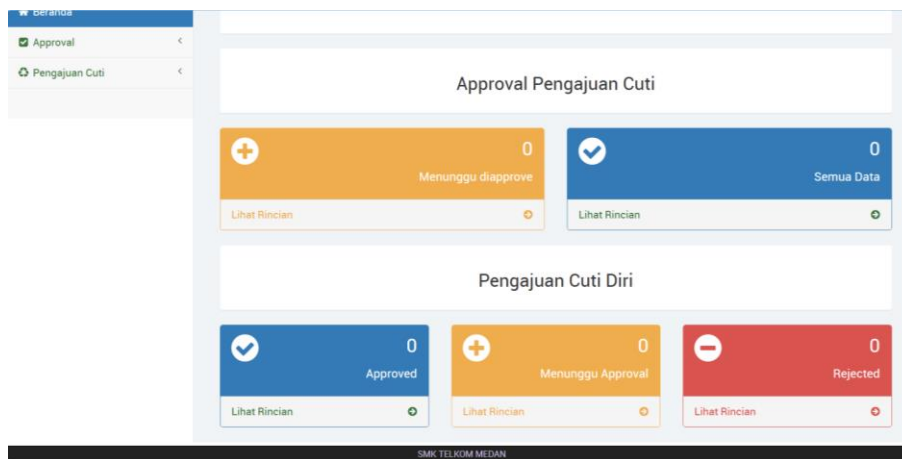 Beranda
Approval
Pengajuan Cuti
Approval Pengajuan Cuti
0
Menunggu diapprove
Lihat Rincian
0
Semua Data
Lihat Rincian
Pengajuan Cuti Diri
0
Approved
Lihat Rincian
0
Menunggu Approval
Lihat Rincian
0
Rejected
Lihat Rincian
SMK TELKOM MEDAN